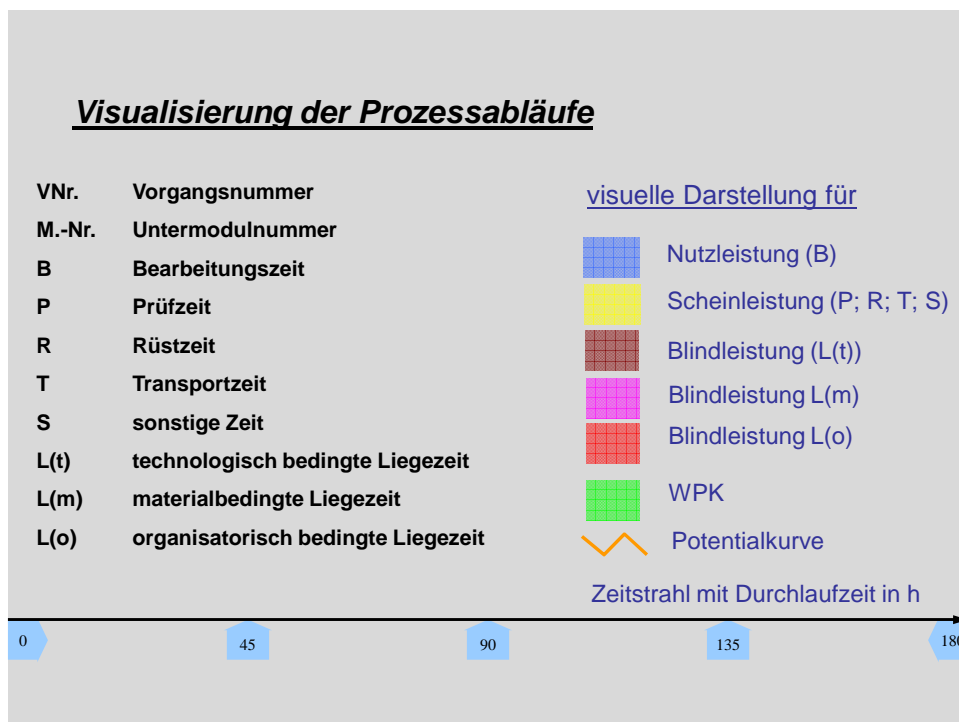 Visualisierung der Prozessabläufe
VNr. Vorgangsnummer
M.-Nr. Untermodulnummer
B Bearbeitungszeit
P Prüfzeit
R Rüstzeit
T Transportzeit
S sonstige Zeit
L(t) technologisch bedingte Liegezeit
L(m) materialbedingte Liegezeit
L(o) organisatorisch bedingte Liegezeit
visuelle Darstellung für
Nutzleistung (B)
Scheinleistung (P; R; T; S)
Blindleistung (L(t))
Blindleistung L(m)
Blindleistung L(o)
WPK
Potentialkurve
Zeitstrahl mit Durchlaufzeit in h
0 45 90 135 180